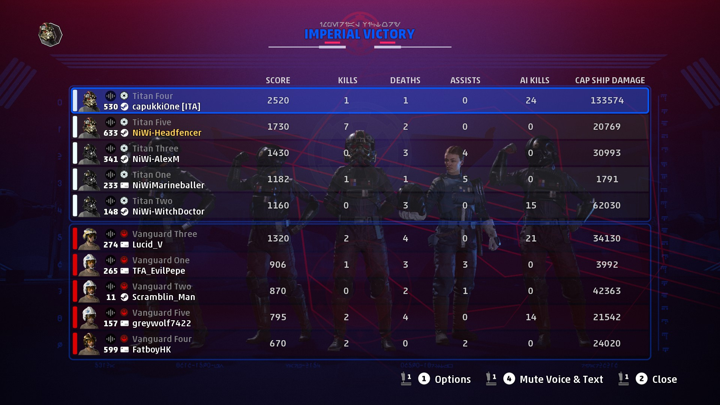 IMPERIAL VICTORY
SCORE KILLS DEATHS ASSISTS AI KILLS CAP SHIP DAMAGE
Titan Four
530 capukkiOne [ITA] 2520 1 1 0 24 133574
Titan Five
633 NiWi-Headfencer 1730 7 2 0 0 20769
Titan Three
341 NiWi-AlexM 1430 0 3 4 0 30993
Titan One
233 NiWiMarineballer 1182 1 1 5 0 1791
Titan Two
148 NiWi-WitchDoctor 1160 0 3 0 15 62030
Vanguard Three
274 Lucid_V 1320 2 4 0 21 34130
Vanguard One
265 TFA_EvilPepe 906 1 3 3 0 3992
Vanguard Two
11 Scramblin_Man 870 0 2 1 0 42363
Vanguard Five
157 greywolf7422 795 2 4 0 14 21542
Vanguard Four
599 FatboyHK 670 2 0 2 0 24020
1 1 Options 1 4 Mute Voice & Text 1 2 Close